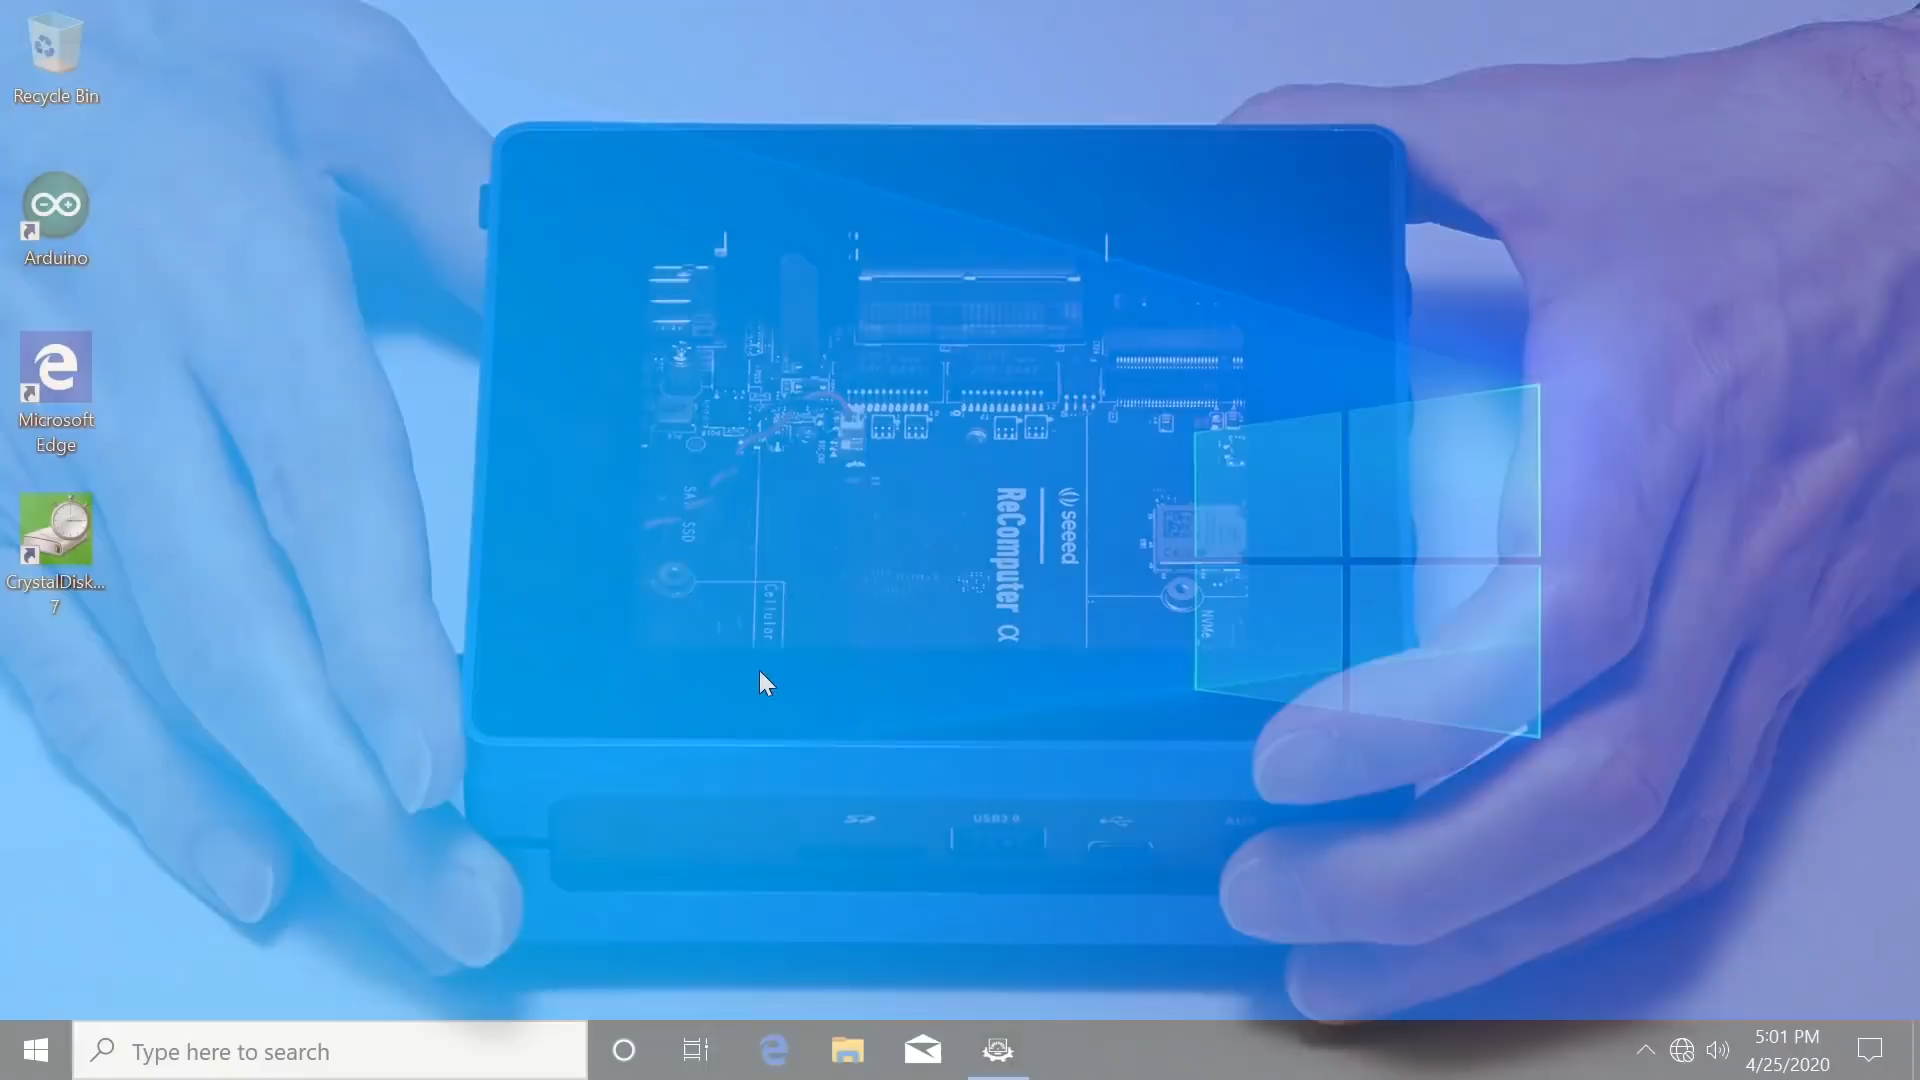 Recycle Bin
Arduino
Microsoft
Edge
CrystalDisk...
7
SSD
Cellular
ReComputer α
seeed
NVMe
USB3.0
Type here to search
5:01 PM
4/25/2020